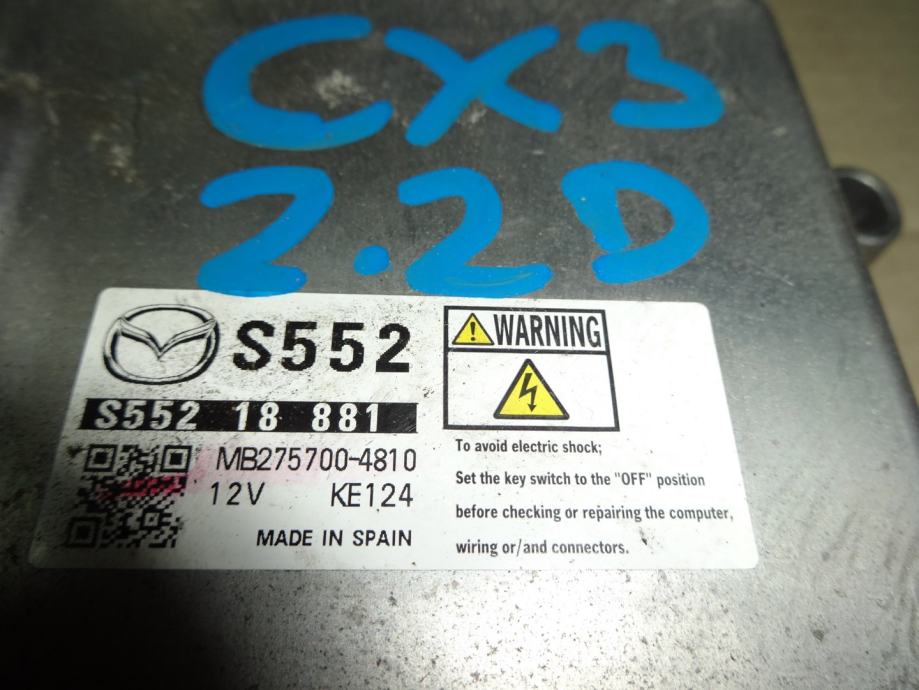 CX3
2.2D
S552
S552 18 881
MB275700-4810
12V KE124
MADE IN SPAIN
WARNING
To avoid electric shock;
Set the key switch to the "OFF" position
before checking or repairing the computer,
wiring or/and connectors.